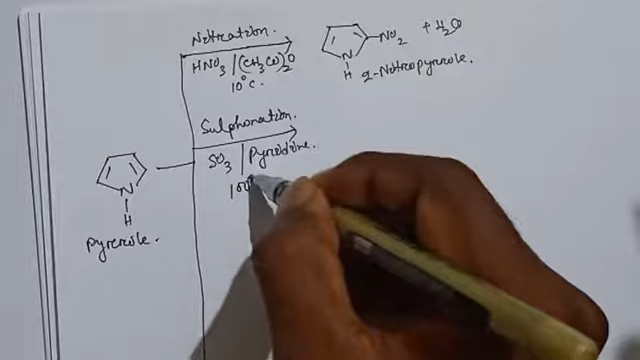 Nitration.
HNO3 / (CH3CO)2O
10°C.
NO2 + H2O
N
H
2-Nitropyrrole.
Sulphonation.
SO3 / Pyridine.
100°
N
H
Pyrrole.